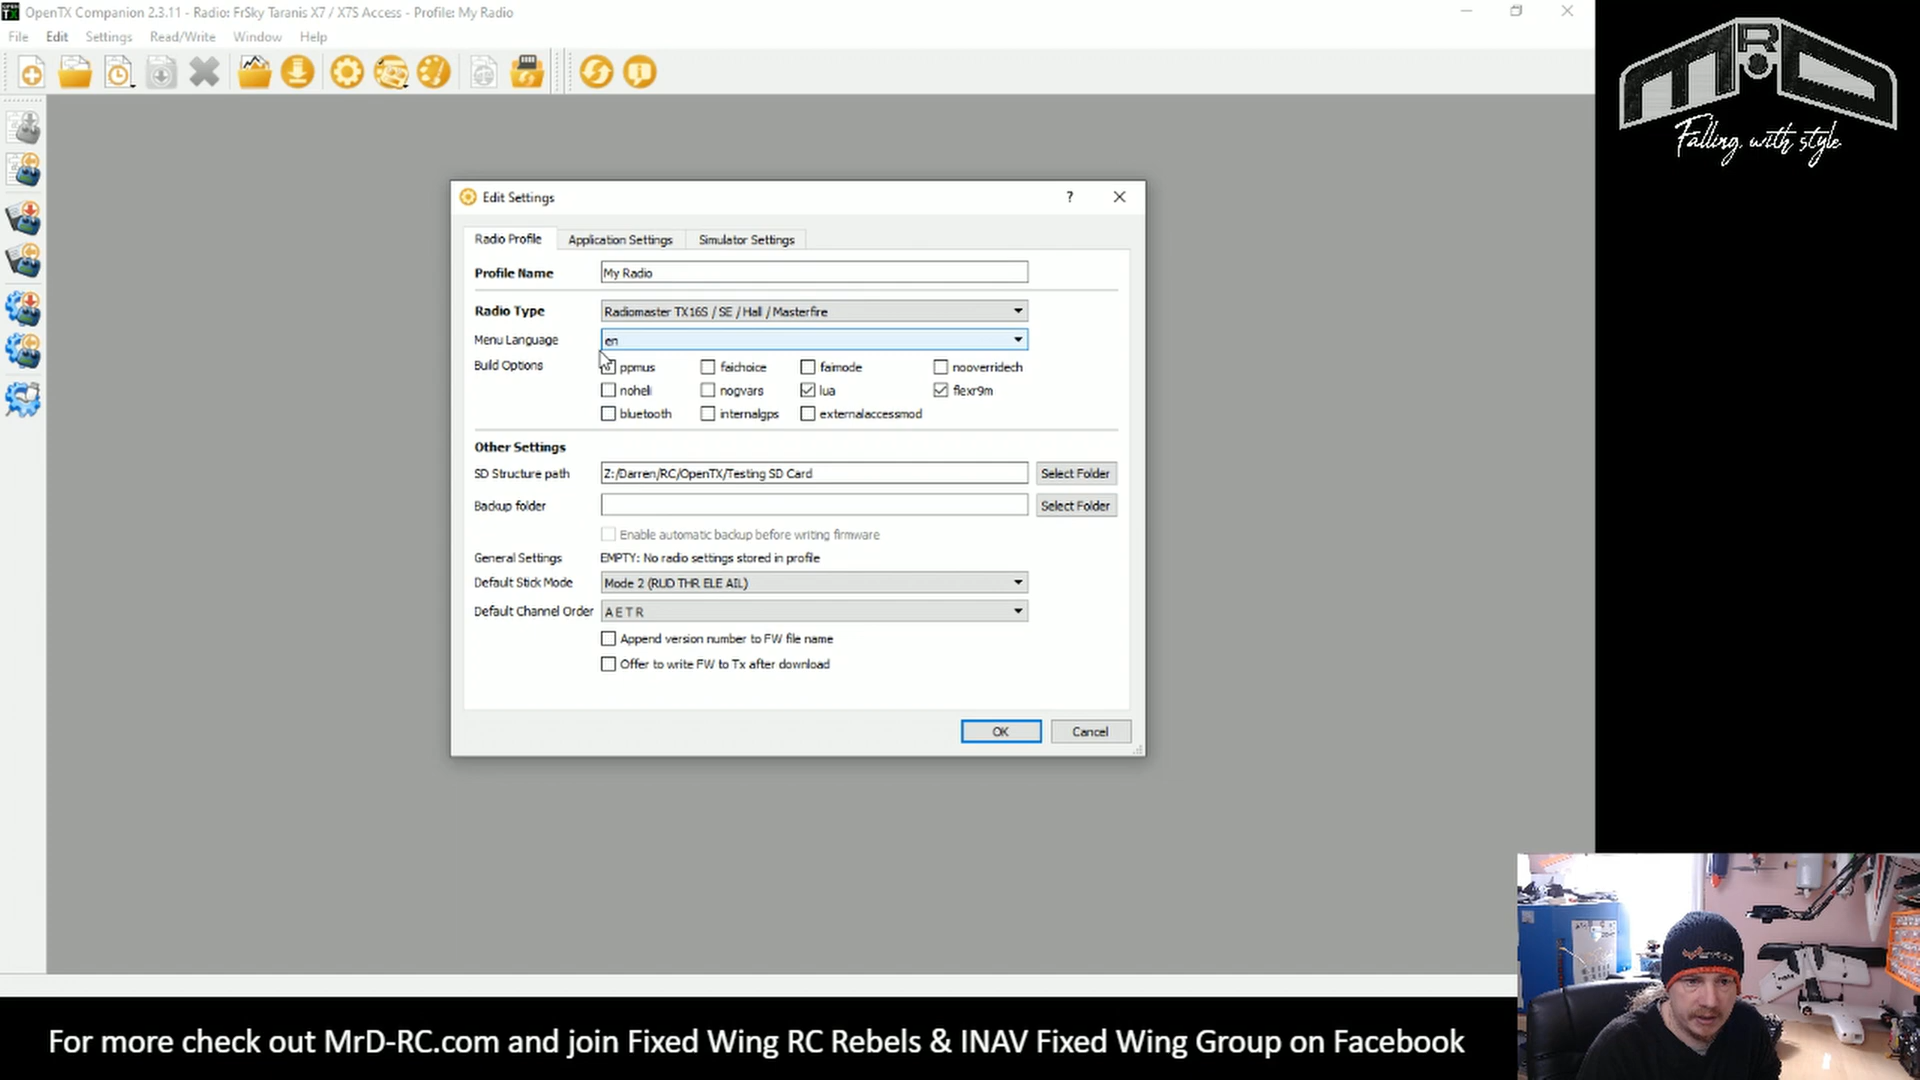 OpenTX Companion 2.3.11 - Radio: FrSky Taranis X7 / X7S Access - Profile: My Radio
File Edit Settings Read/Write Window Help
MRD
Falling with style
Edit Settings
Radio Profile Application Settings Simulator Settings
Profile Name My Radio
Radio Type Radiomaster TX16S / SE / Hall / Masterfire
Menu Language en
Build Options ppmus faichoice faimode nooverridech
noheli nogvars lua flexr9m
bluetooth internalgps externalaccessmod
Other Settings
SD Structure path Z:/Darren/RC/OpenTX/Testing SD Card Select Folder
Backup folder Select Folder
Enable automatic backup before writing firmware
General Settings EMPTY: No radio settings stored in profile
Default Stick Mode Mode 2 (RUD THR ELE AIL)
Default Channel Order A E T R
Append version number to FW file name
Offer to write FW to Tx after download
OK Cancel
For more check out MrD-RC.com and join Fixed Wing RC Rebels & INAV Fixed Wing Group on Facebook